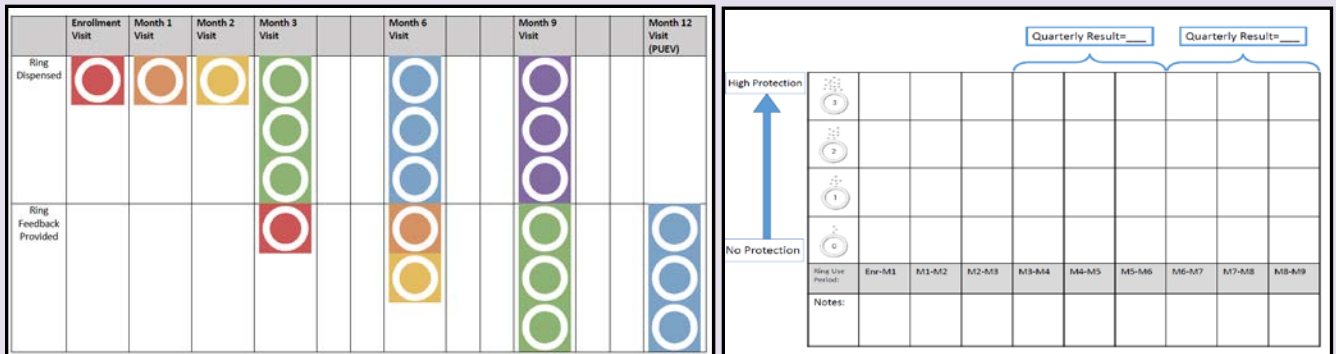 Enrollment Visit
Month 1 Visit
Month 2 Visit
Month 3 Visit
Month 6 Visit
Month 9 Visit
Month 12 Visit (PUEV)
Ring Dispensed
Ring Feedback Provided
Quarterly Result=___
Quarterly Result=___
High Protection
3
2
1
0
No Protection
Ring Use Period:
Enr-M1
M1-M2
M2-M3
M3-M4
M4-M5
M5-M6
M6-M7
M7-M8
M8-M9
Notes: